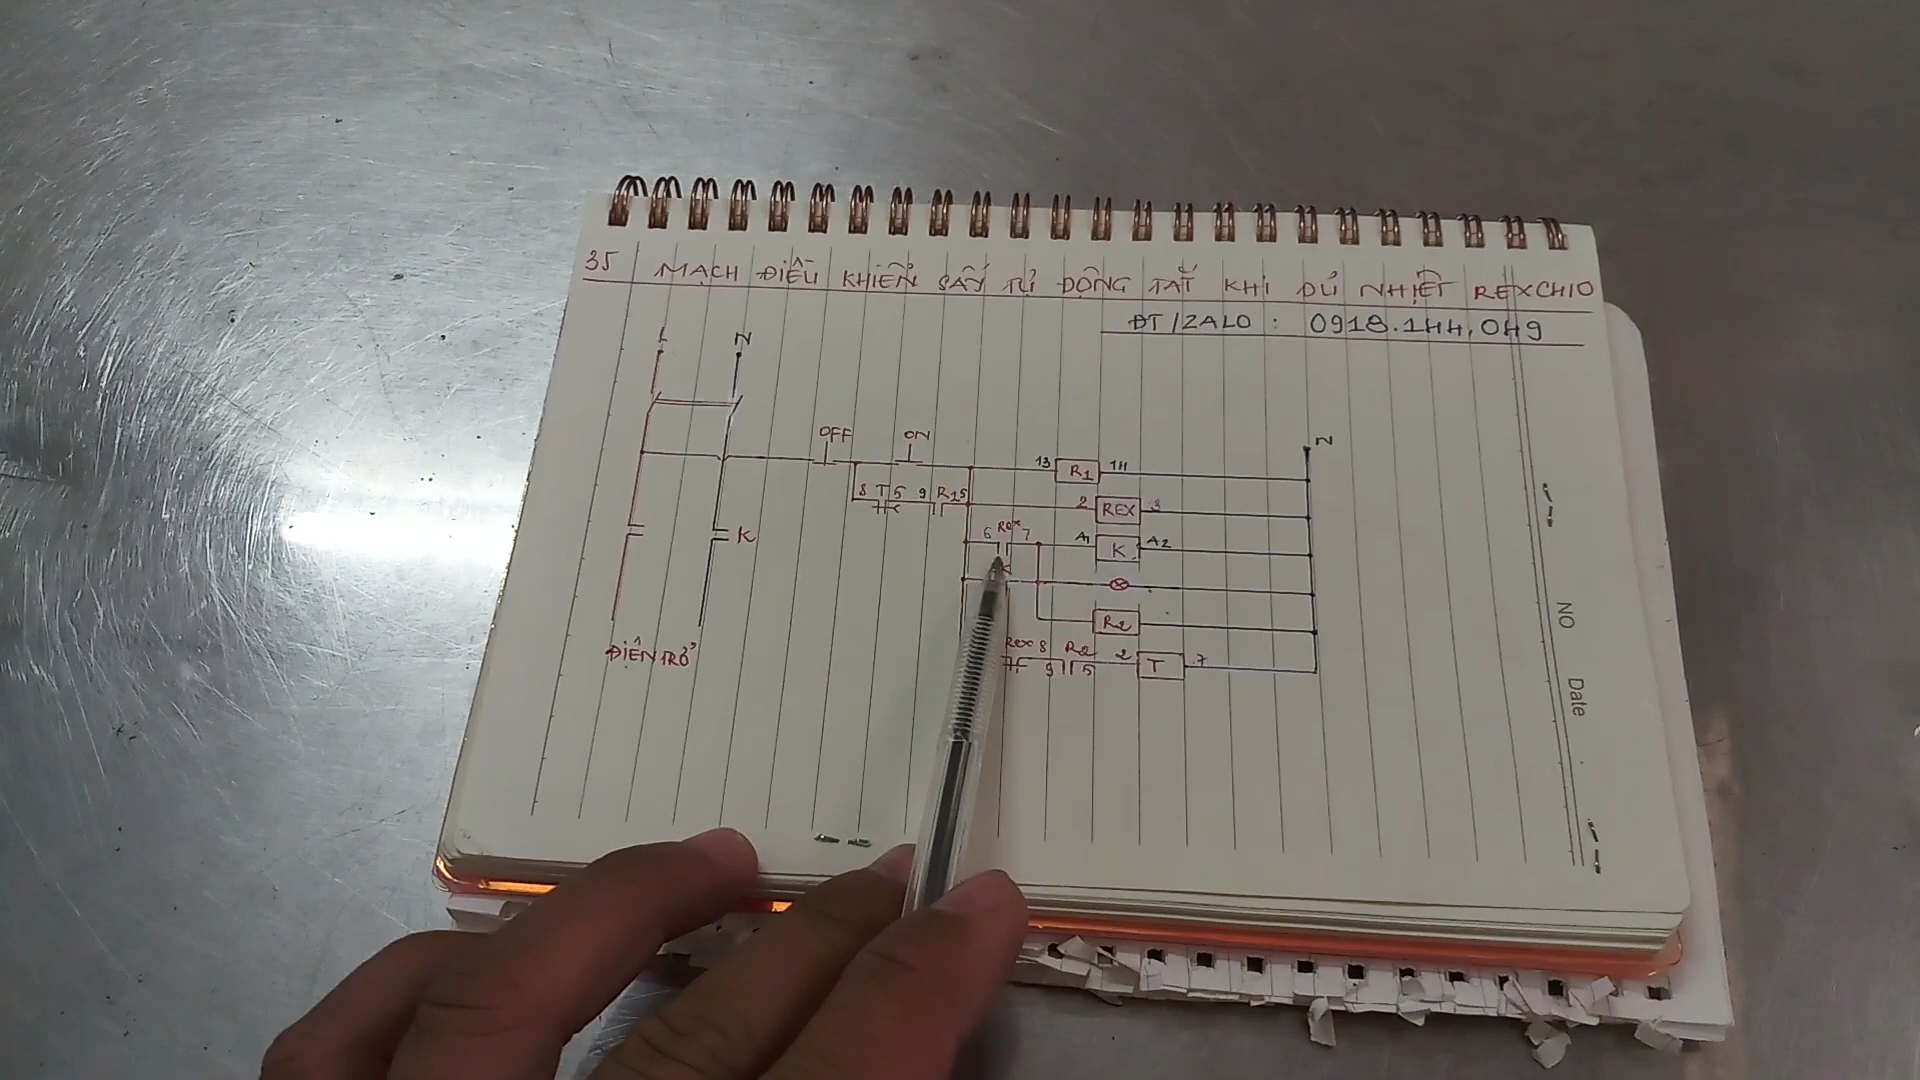 35 MẠCH ĐIỀU KHIỂN SẤY TỰ ĐỘNG TẮT KHI ĐỦ NHIỆT REXCH10
ĐT/ZALO : 0918.144.049
L N
N
OFF ON
13 R1 14
8 T 5 9 R1 5
2 REX 3
6 Rex 7
A1 K A2
K
R2
ĐIỆN TRỞ
Rex 8 R2 2 T 7
9 5
NO
Date